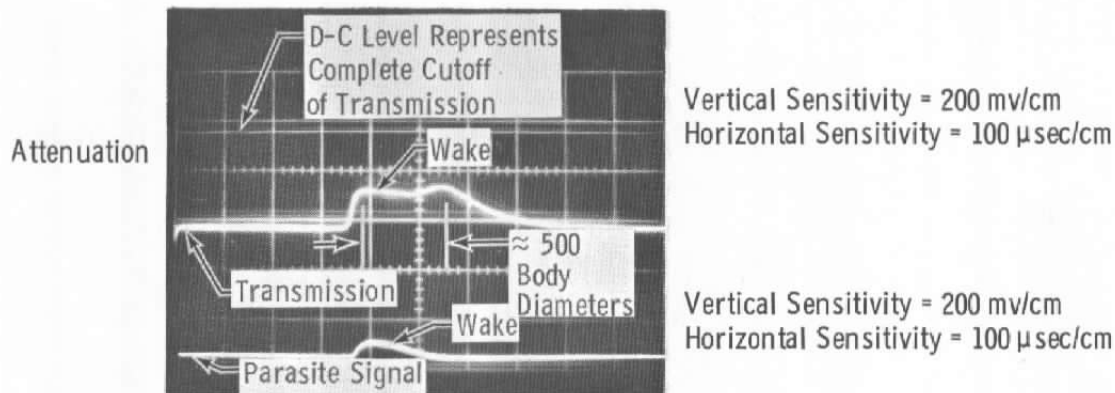 D-C Level Represents
Complete Cutoff
of Transmission
Attenuation
Wake
≈ 500
Body
Diameters
Transmission
Wake
Parasite Signal
Vertical Sensitivity = 200 mv/cm
Horizontal Sensitivity = 100 μsec/cm
Vertical Sensitivity = 200 mv/cm
Horizontal Sensitivity = 100 μsec/cm